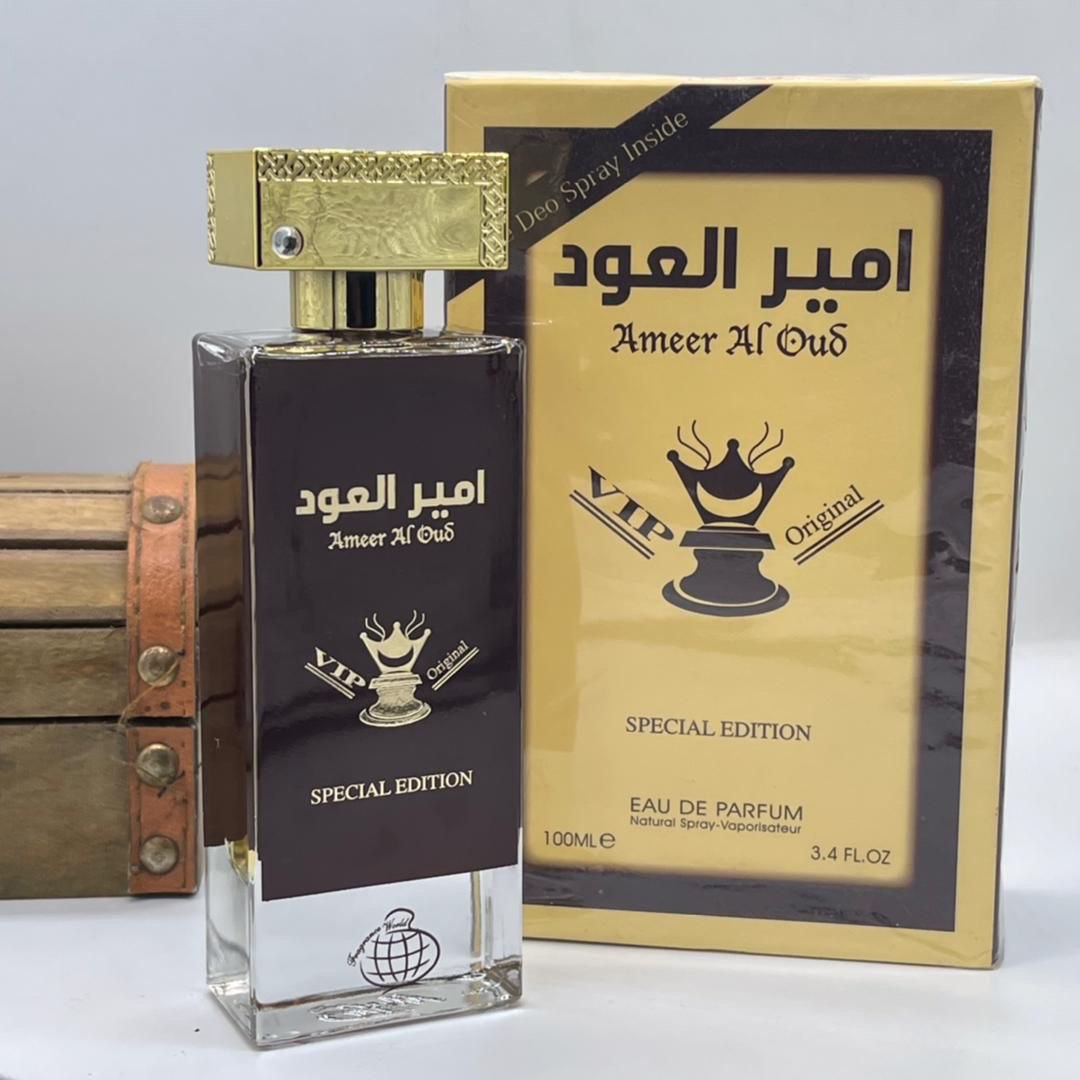 امير العود
Ameer Al Oud
VIP
Original
SPECIAL EDITION
Fragrance World
Deo Spray Inside
امير العود
Ameer Al Oud
VIP
Original
SPECIAL EDITION
EAU DE PARFUM
Natural Spray-Vaporisateur
100ML e
3.4 FL.OZ